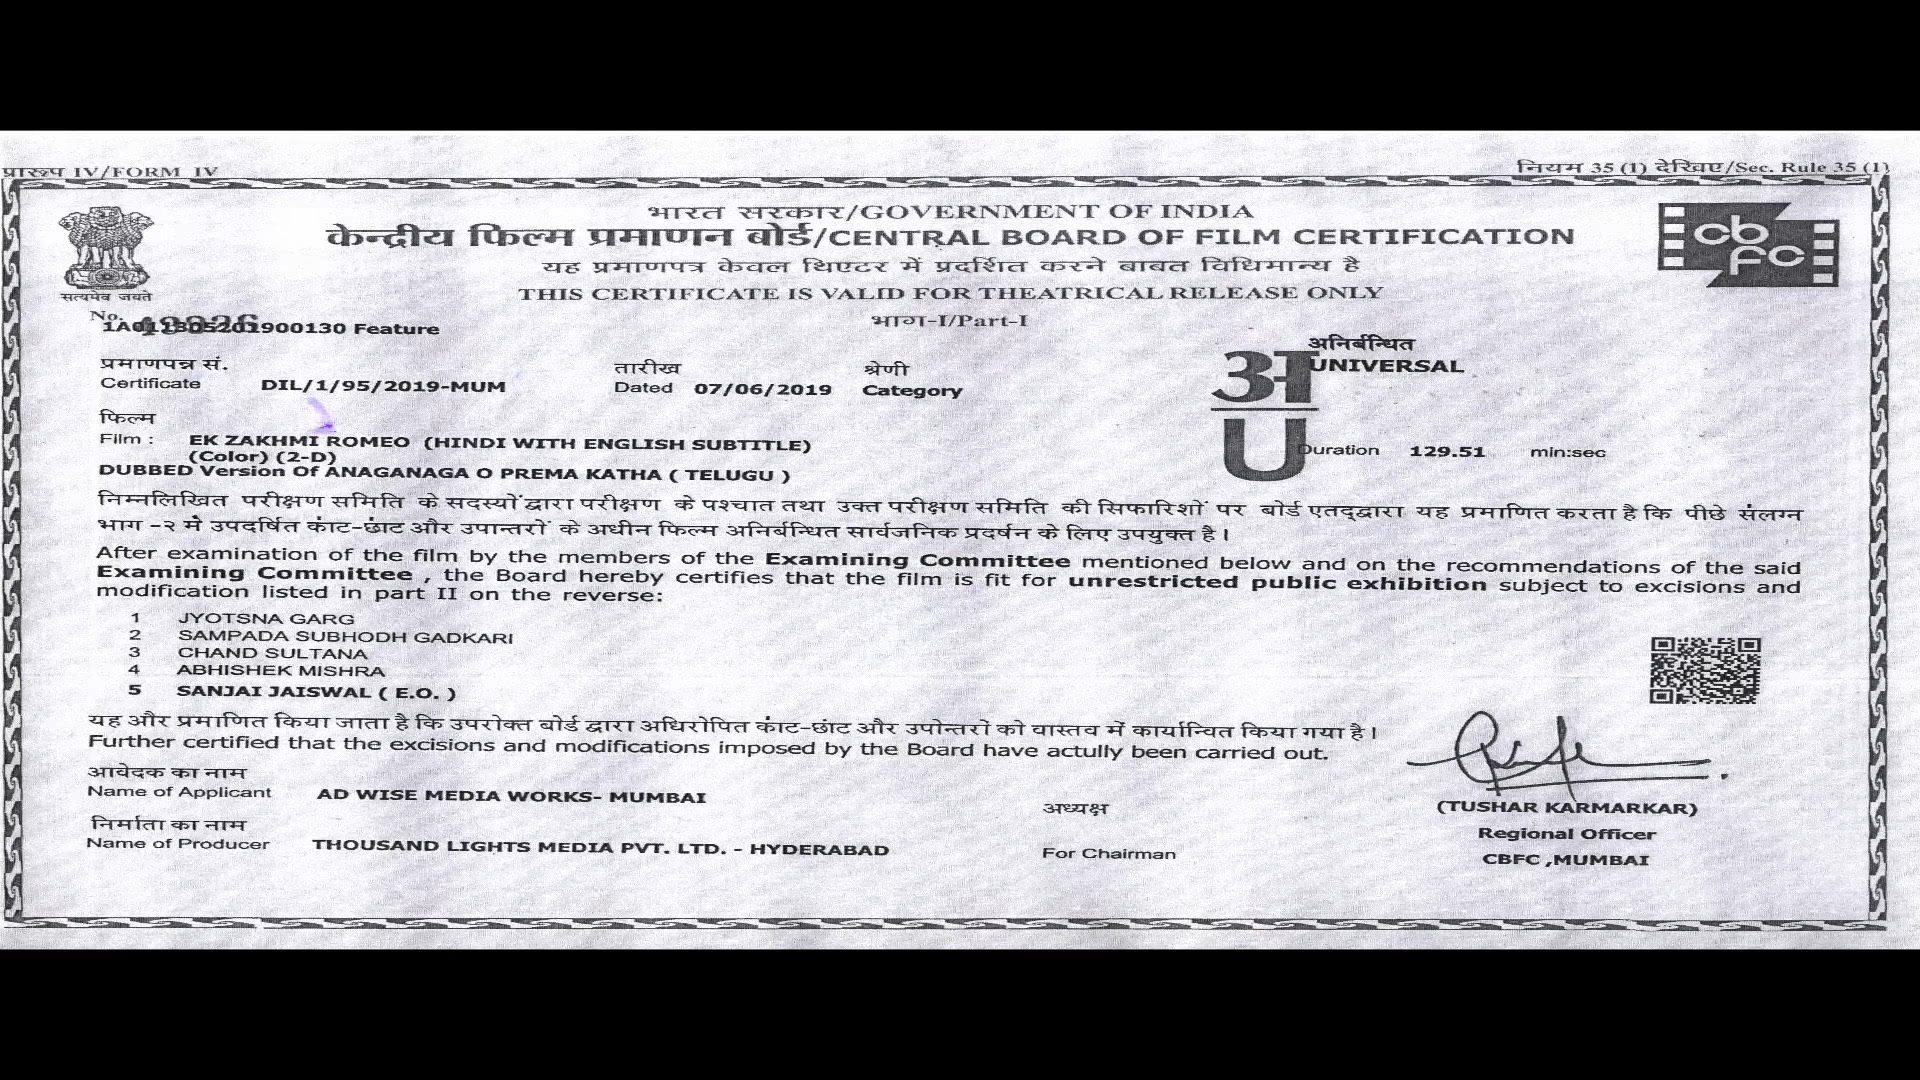 प्रारूप IV/FORM IV
नियम 35 (1) देखिए/Sec. Rule 35 (1)
भारत सरकार/GOVERNMENT OF INDIA
केन्द्रीय फिल्म प्रमाणन बोर्ड/CENTRAL BOARD OF FILM CERTIFICATION
cbfc
यह प्रमाणपत्र केवल थिएटर में प्रदर्शित करने बाबत विधिमान्य है
सत्यमेव जयते
THIS CERTIFICATE IS VALID FOR THEATRICAL RELEASE ONLY
No.
भाग-I/Part-I
Feature
अनिर्बन्धित
UNIVERSAL
अ
U
प्रमाणपत्र सं. तारीख श्रेणी
Certificate DIL/1/95/2019-MUM Dated 07/06/2019 Category
फिल्म
Film : EK ZAKHMI ROMEO (HINDI WITH ENGLISH SUBTITLE)
(Color) (2-D)
Duration 129.51 min:sec
DUBBED Version Of ANAGANAGA O PREMA KATHA ( TELUGU )
निम्नलिखित परीक्षण समिति के सदस्यों द्वारा परीक्षण के पश्चात तथा उक्त परीक्षण समिति की सिफारिशों पर बोर्ड एतद्द्वारा यह प्रमाणित करता है कि पीछे संलग्न
भाग -२ में उपदर्षित कांट-छांट और उपान्तरों के अधीन फिल्म अनिर्बन्धित सार्वजनिक प्रदर्षन के लिए उपयुक्त है।
After examination of the film by the members of the Examining Committee mentioned below and on the recommendations of the said
Examining Committee , the Board hereby certifies that the film is fit for unrestricted public exhibition subject to excisions and
modification listed in part II on the reverse:
1 JYOTSNA GARG
2 SAMPADA SUBHODH GADKARI
3 CHAND SULTANA
4 ABHISHEK MISHRA
5 SANJAI JAISWAL ( E.O. )
यह और प्रमाणित किया जाता है कि उपरोक्त बोर्ड द्वारा अधिरोपित कांट-छांट और उपोन्तरों को वास्तव में कार्यान्वित किया गया है।
Further certified that the excisions and modifications imposed by the Board have actully been carried out.
आवेदक का नाम
Name of Applicant AD WISE MEDIA WORKS- MUMBAI
अध्यक्ष
(TUSHAR KARMARKAR)
निर्माता का नाम
Regional Officer
Name of Producer THOUSAND LIGHTS MEDIA PVT. LTD. - HYDERABAD
For Chairman
CBFC ,MUMBAI